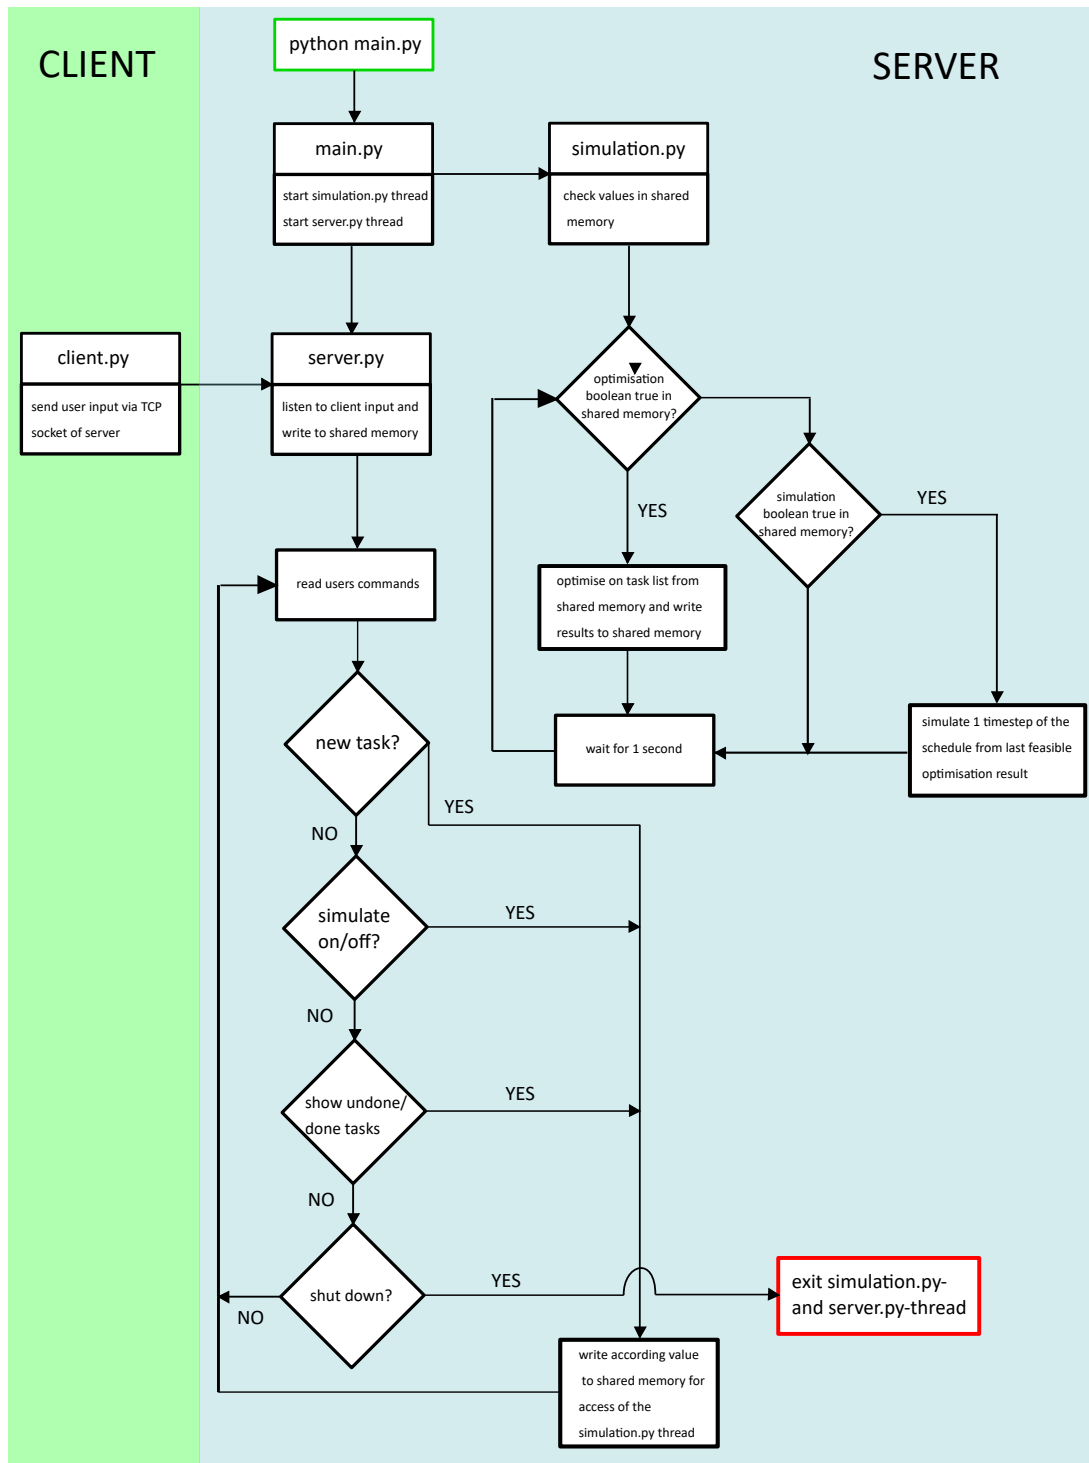 CLIENT
SERVER
python main.py
main.py
start simulation.py thread
start server.py thread
simulation.py
check values in shared
memory
client.py
send user input via TCP
socket of server
server.py
listen to client input and
write to shared memory
optimisation
boolean true in
shared memory?
YES
simulation
boolean true in
shared memory?
YES
read users commands
optimise on task list from
shared memory and write
results to shared memory
new task?
wait for 1 second
simulate 1 timestep of the
schedule from last feasible
optimisation result
YES
NO
simulate
on/off?
YES
NO
show undone/
done tasks
YES
NO
shut down?
YES
NO
exit simulation.py-
and server.py-thread
write according value
to shared memory for
access of the
simulation.py thread